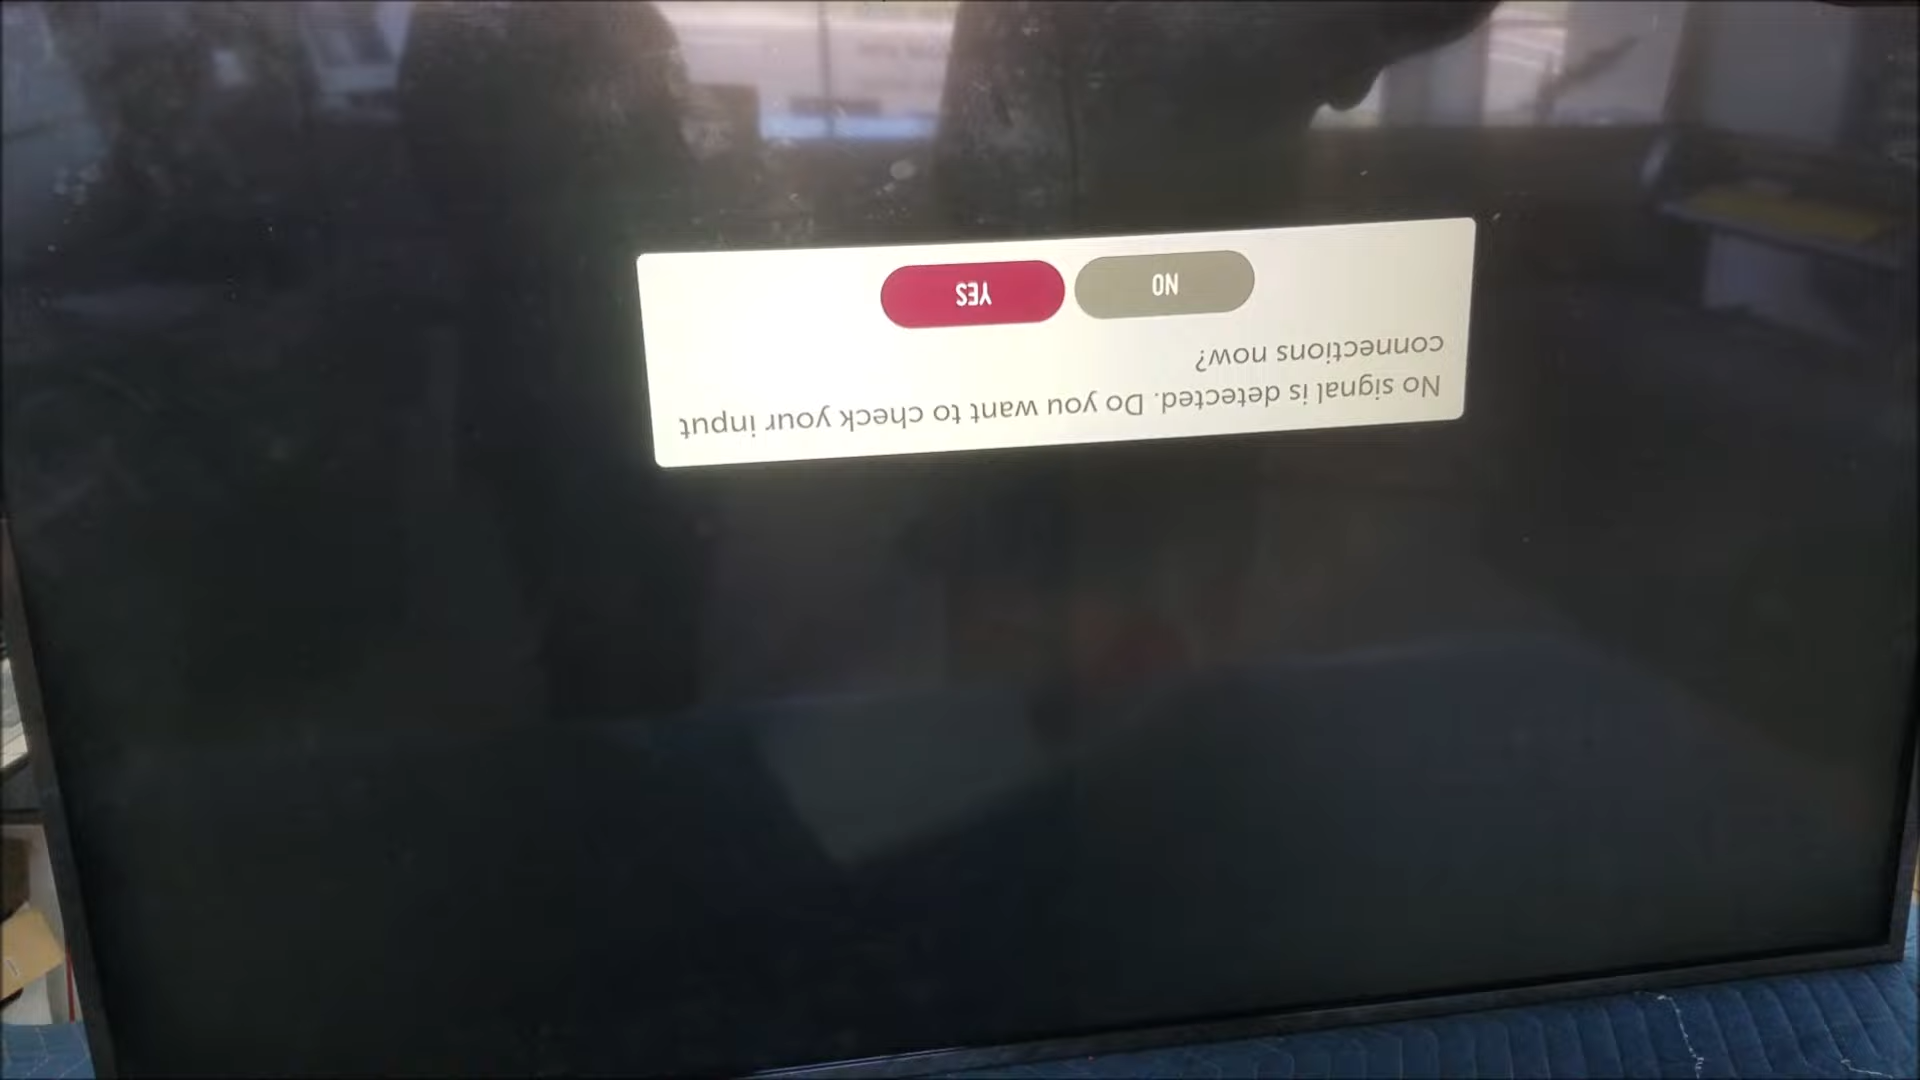 No signal is detected. Do you want to check your input
connections now?
NO
YES